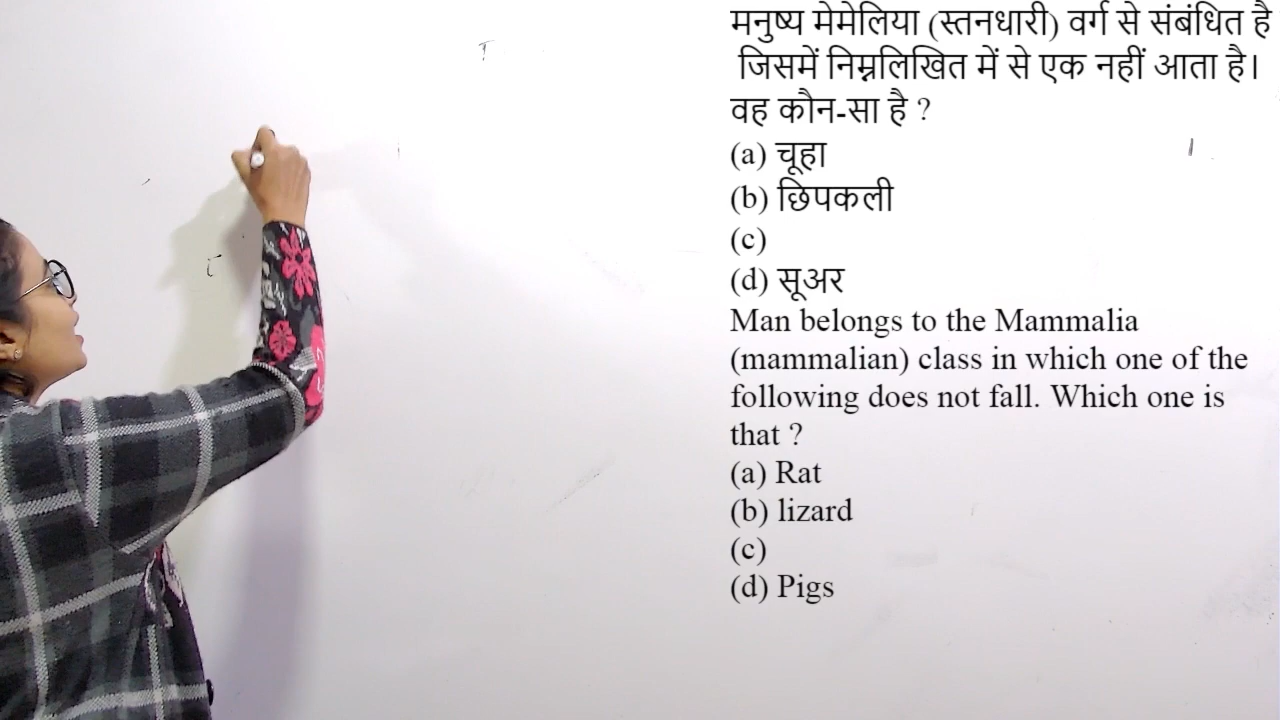 मनुष्य मेमेलिया (स्तनधारी) वर्ग से संबंधित है
जिसमें निम्नलिखित में से एक नहीं आता है।
वह कौन-सा है ?
(a) चूहा
(b) छिपकली
(c)
(d) सूअर
Man belongs to the Mammalia
(mammalian) class in which one of the
following does not fall. Which one is
that ?
(a) Rat
(b) lizard
(c)
(d) Pigs